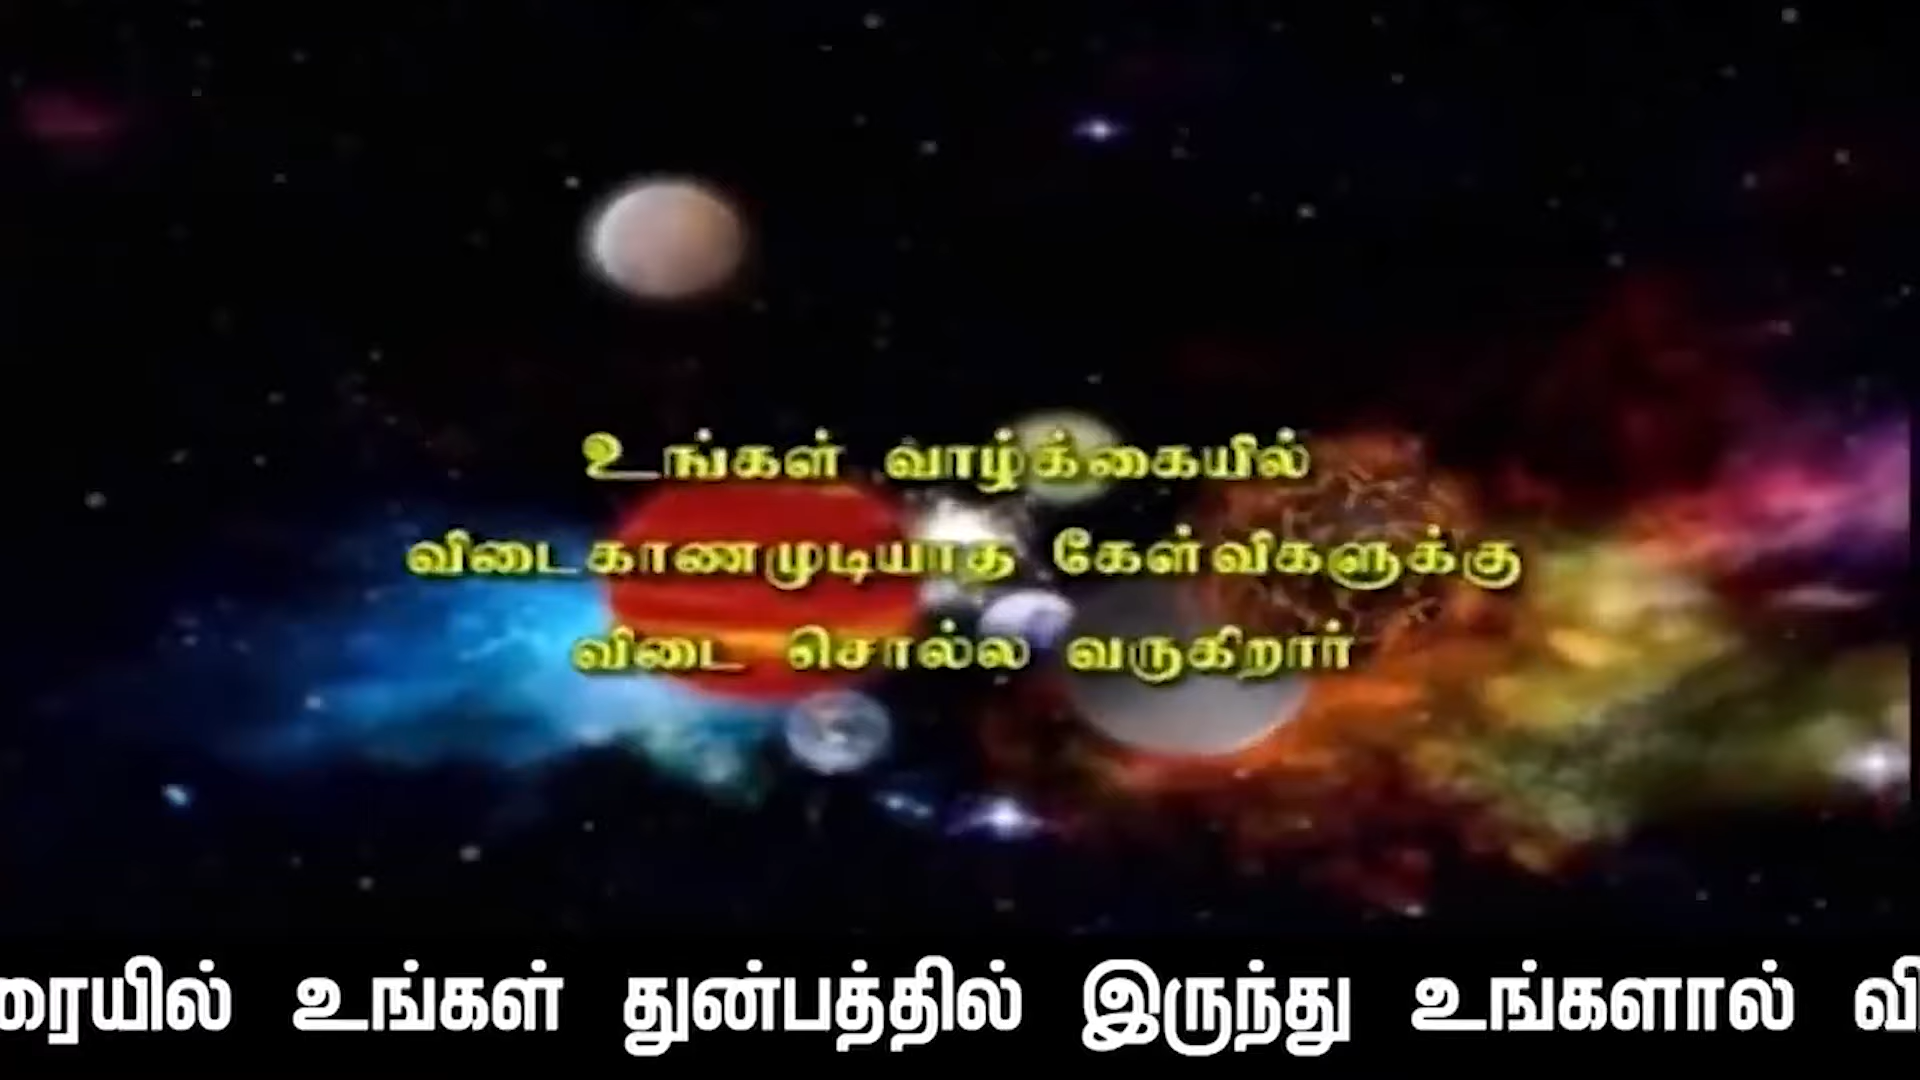 உங்கள் வாழ்க்கையில்
விடைகாணமுடியாத கேள்விகளுக்கு
விடை சொல்ல வருகிறார்
ரையில் உங்கள் துன்பத்தில் இருந்து உங்களால் வி